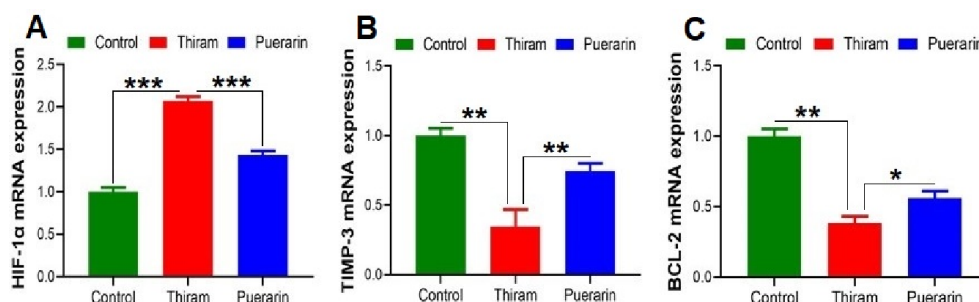 A
Control Thiram Puerarin
HIF-1α mRNA expression
2.5
2.0
1.5
1.0
0.5
0.0
*** ***
Control Thiram Puerarin
B
Control Thiram Puerarin
TIMP-3 mRNA expression
1.5
1.0
0.5
0.0
**
**
Control Thiram Puerarin
C
Control Thiram Puerarin
BCL-2 mRNA expression
1.5
1.0
0.5
0.0
**
*
Control Thiram Puerarin